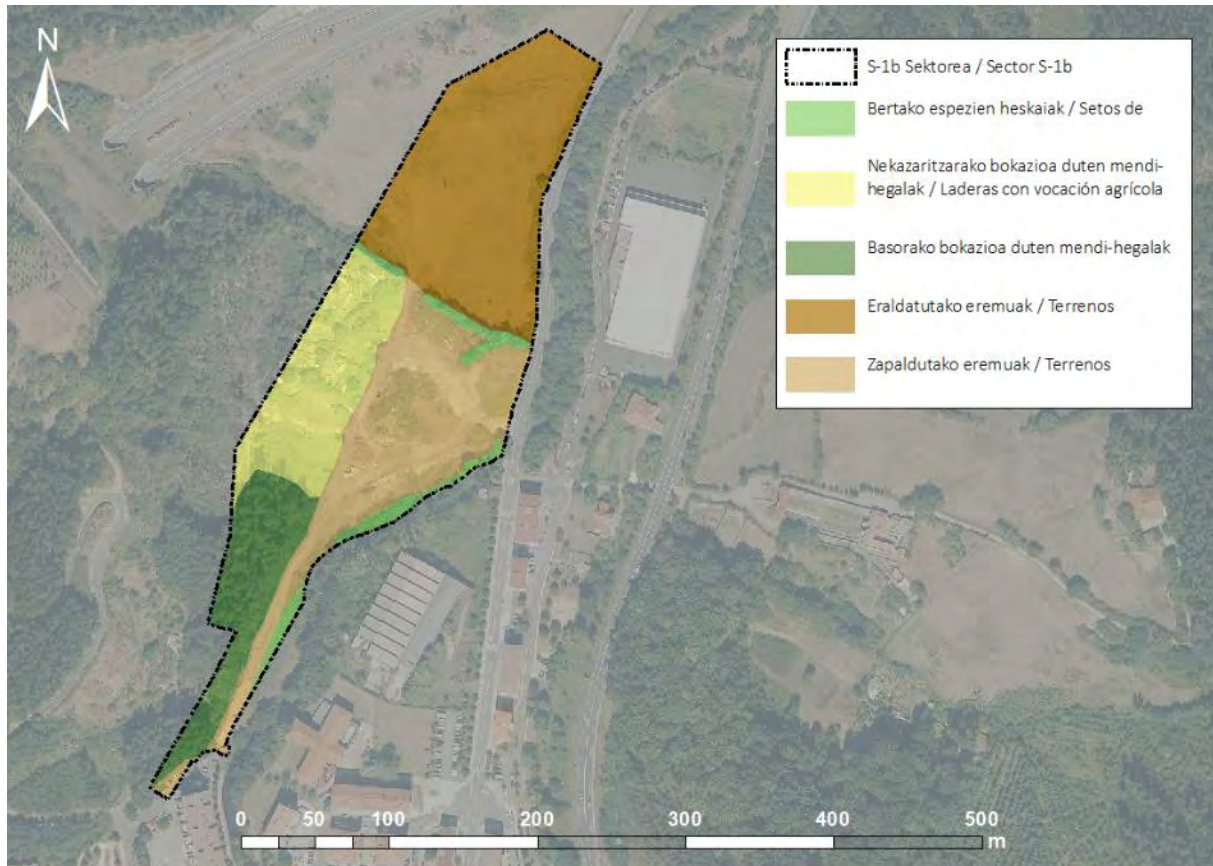 N
S-1b Sektorea / Sector S-1b
Bertako espezien heskaiak / Setos de
Nekazaritzarako bokazioa duten mendi-
hegalak / Laderas con vocación agrícola
Basorako bokazioa duten mendi-hegalak
Eraldatutako eremuak / Terrenos
Zapaldutako eremuak / Terrenos
0 50 100 200 300 400 500
m